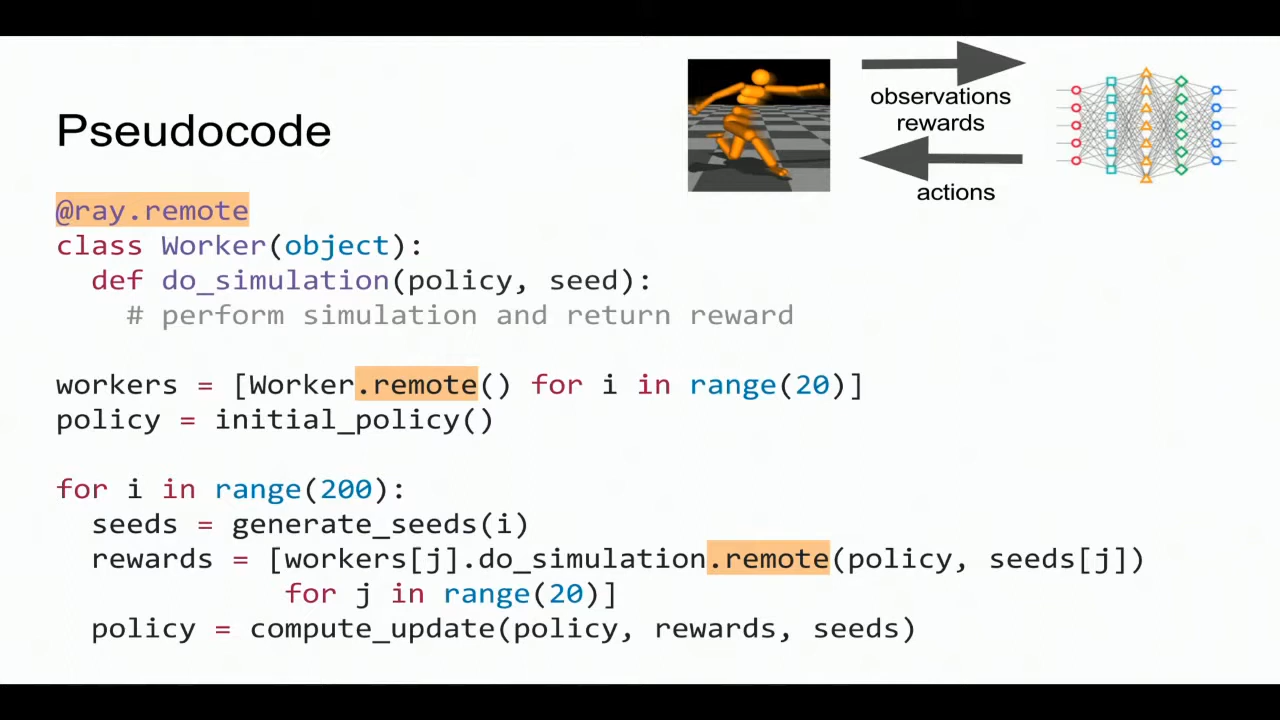 Pseudocode
observations
rewards
actions
@ray.remote
class Worker(object):
  def do_simulation(policy, seed):
    # perform simulation and return reward
workers = [Worker.remote() for i in range(20)]
policy = initial_policy()
for i in range(200):
  seeds = generate_seeds(i)
  rewards = [workers[j].do_simulation.remote(policy, seeds[j])
             for j in range(20)]
  policy = compute_update(policy, rewards, seeds)